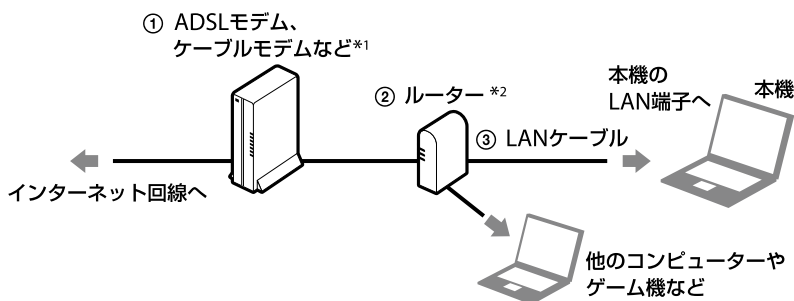 ① ADSLモデム、
ケーブルモデムなど*1
② ルーター *2
③ LANケーブル
本機の
LAN端子へ
本機
インターネット回線へ
他のコンピューターや
ゲーム機など